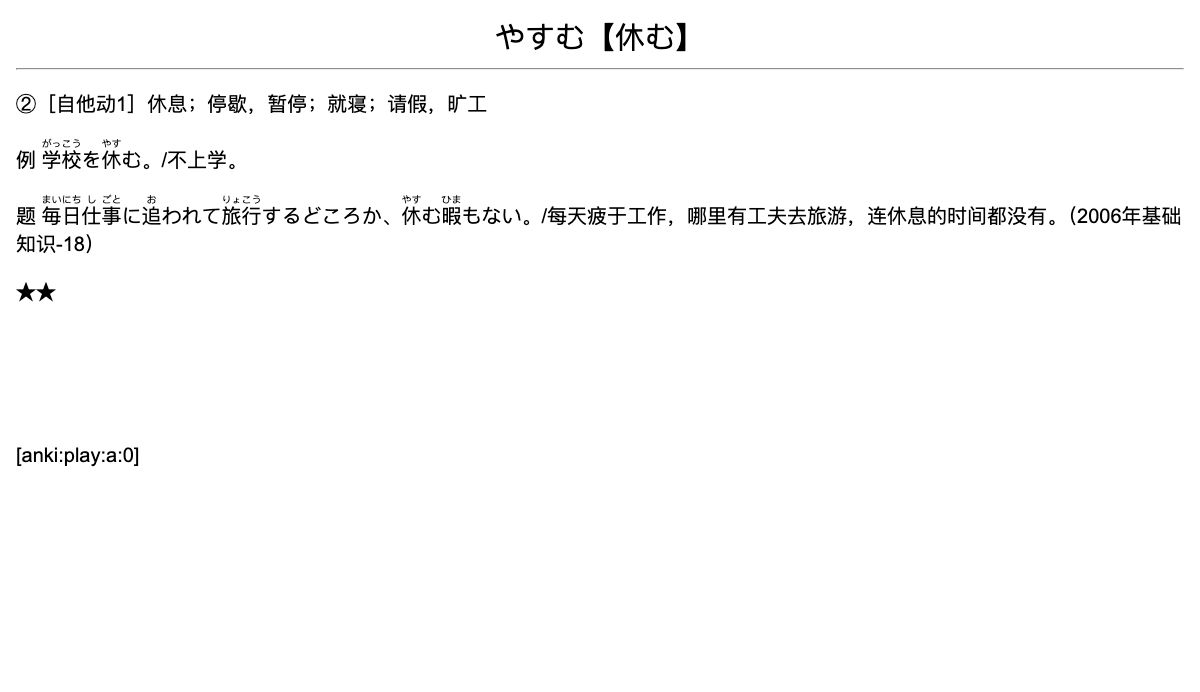 やすむ【休む】
②［自他动1］休息；停歇，暂停；就寝；请假，旷工
がっこう やす
例 学校を休む。/不上学。
まいにち し ごと お りょこう やす ひま
题 毎日仕事に追われて旅行するどころか、休む暇もない。/每天疲于工作，哪里有工夫去旅游，连休息的时间都没有。（2006年基础
知识-18）
★★
[anki:play:a:0]